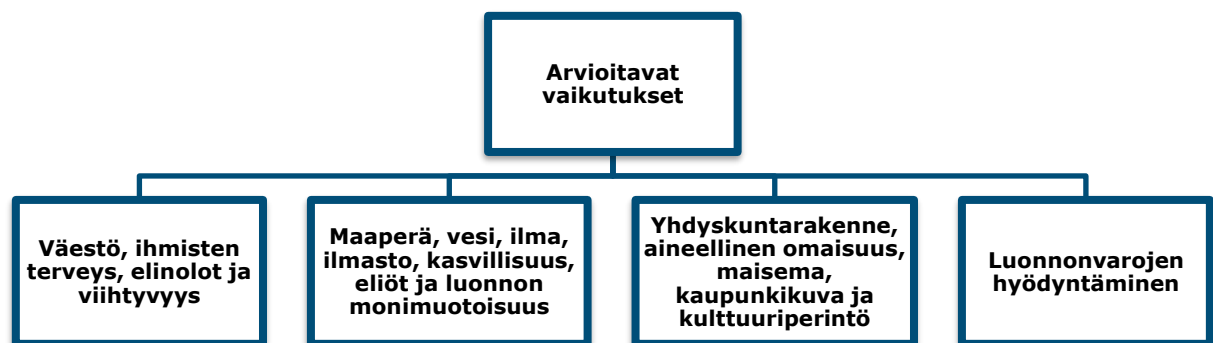 Arvioitavat
vaikutukset
Väestö, ihmisten
terveys, elinolot ja
viihtyvyys
Maaperä, vesi, ilma,
ilmasto, kasvillisuus,
eliöt ja luonnon
monimuotoisuus
Yhdyskuntarakenne,
aineellinen omaisuus,
maisema,
kaupunkikuva ja
kulttuuriperintö
Luonnonvarojen
hyödyntäminen